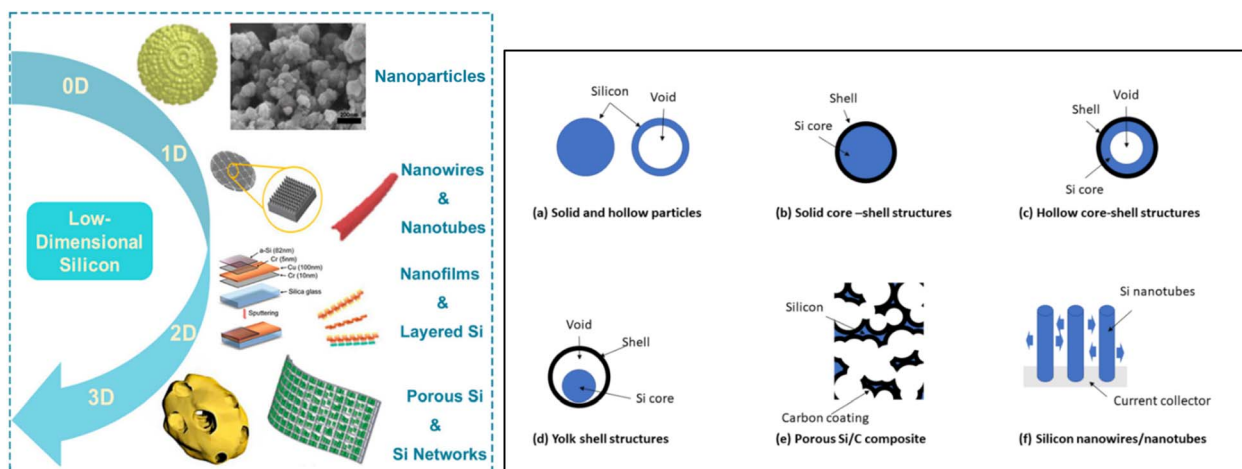 0D
Nanoparticles
200nm
1D
Nanowires
&
Nanotubes
Low-
Dimensional
Silicon
a-Si (82nm)
Cr (5nm)
Cu (100nm)
Cr (10nm)
Silica glass
Sputtering
Nanofilms
&
Layered Si
2D
3D
Porous Si
&
Si Networks
Silicon
Void
(a) Solid and hollow particles
Shell
Si core
(b) Solid core –shell structures
Shell
Void
Si core
(c) Hollow core-shell structures
Void
Shell
Si core
(d) Yolk shell structures
Silicon
Carbon coating
(e) Porous Si/C composite
Si nanotubes
Current collector
(f) Silicon nanowires/nanotubes